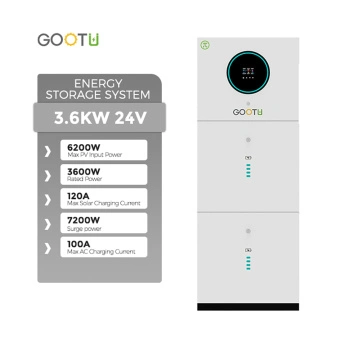 GOOTU
ENERGY
STORAGE SYSTEM
3.6KW 24V
6200W
Max PV Input Power
3600W
Rated Power
120A
Max Solar Charging Current
7200W
Surge power
100A
Max AC Charging Current
GOOTU